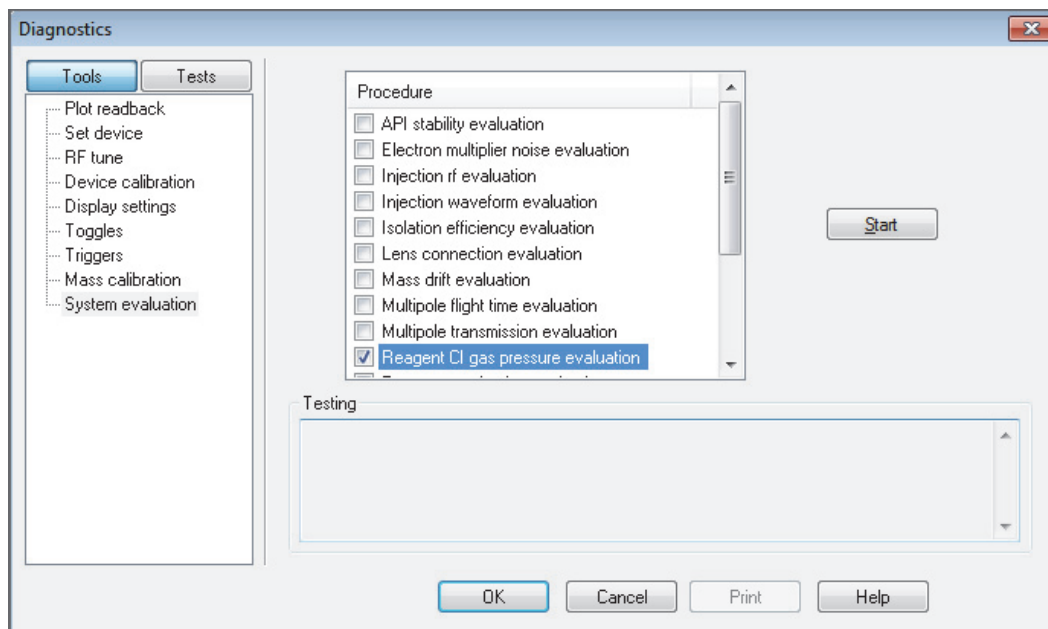 Diagnostics
Tools
Tests
Plot readback
Set device
RF tune
Device calibration
Display settings
Toggles
Triggers
Mass calibration
System evaluation
Procedure
API stability evaluation
Electron multiplier noise evaluation
Injection rf evaluation
Injection waveform evaluation
Isolation efficiency evaluation
Lens connection evaluation
Mass drift evaluation
Multipole flight time evaluation
Multipole transmission evaluation
Reagent CI gas pressure evaluation
Start
Testing
OK
Cancel
Print
Help